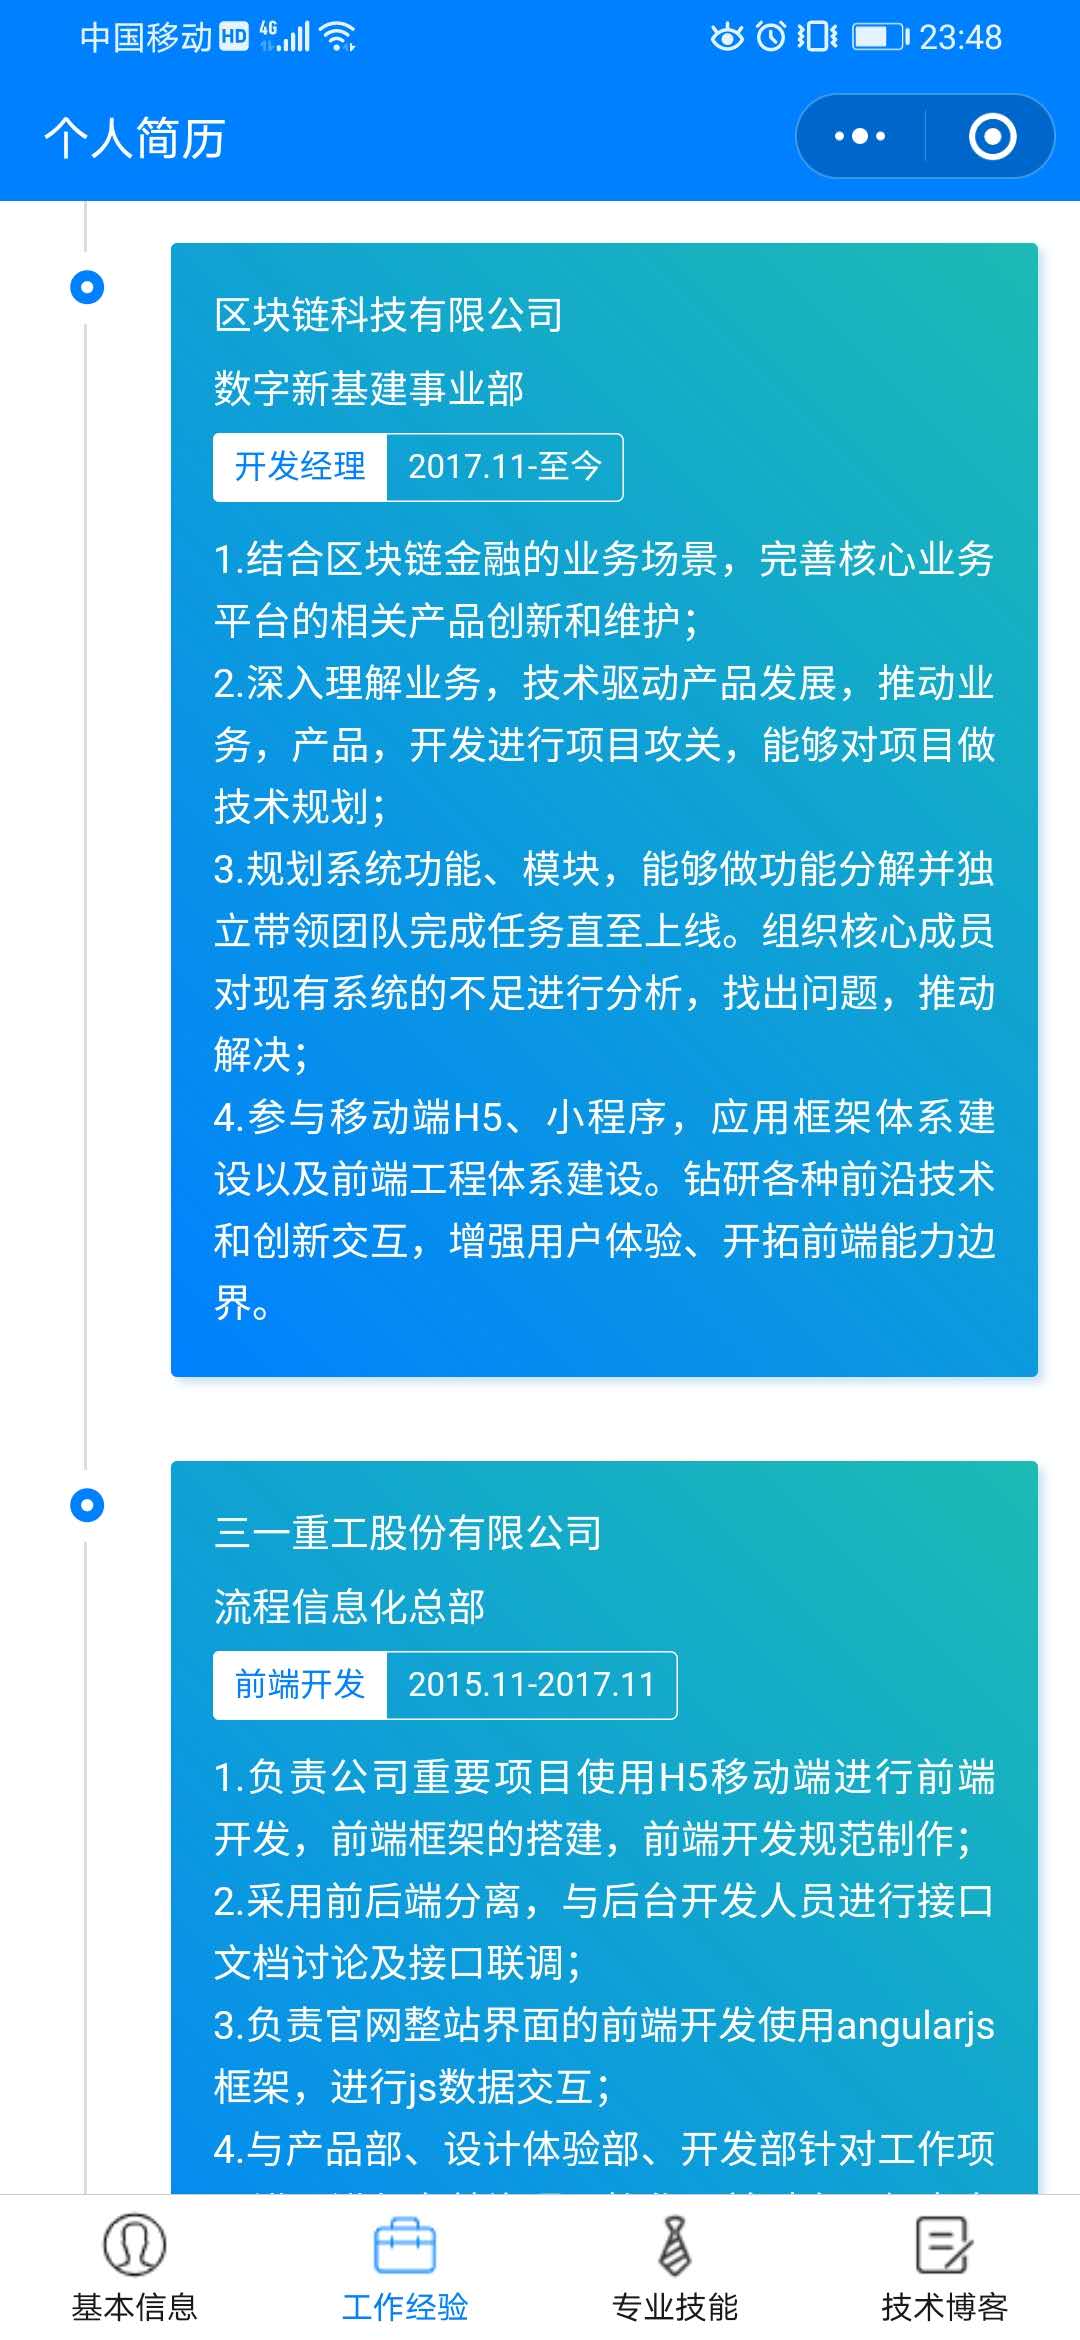 中国移动 HD 4G 23:48
个人简历
区块链科技有限公司
数字新基建事业部
开发经理 2017.11-至今
1.结合区块链金融的业务场景，完善核心业务
平台的相关产品创新和维护；
2.深入理解业务，技术驱动产品发展，推动业
务，产品，开发进行项目攻关，能够对项目做
技术规划；
3.规划系统功能、模块，能够做功能分解并独
立带领团队完成任务直至上线。组织核心成员
对现有系统的不足进行分析，找出问题，推动
解决；
4.参与移动端H5、小程序，应用框架体系建
设以及前端工程体系建设。钻研各种前沿技术
和创新交互，增强用户体验、开拓前端能力边
界。
三一重工股份有限公司
流程信息化总部
前端开发 2015.11-2017.11
1.负责公司重要项目使用H5移动端进行前端
开发，前端框架的搭建，前端开发规范制作；
2.采用前后端分离，与后台开发人员进行接口
文档讨论及接口联调；
3.负责官网整站界面的前端开发使用angularjs
框架，进行js数据交互；
4.与产品部、设计体验部、开发部针对工作项
基本信息 工作经验 专业技能 技术博客